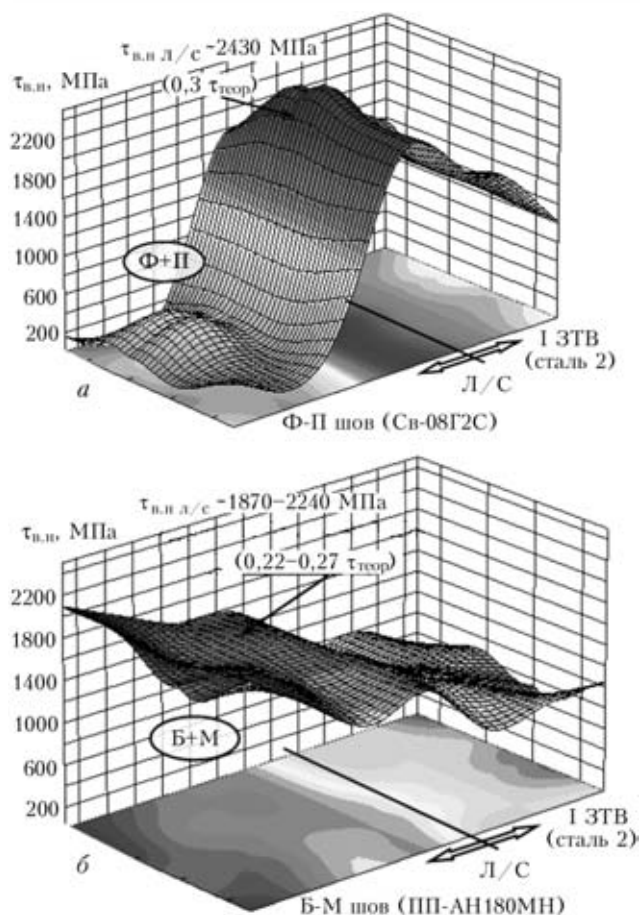 τв.н л/с ~2430 МПа
τв.н, МПа
(0,3 τтеор)
2200
1800
1400
1000
600
200
Ф+П
I ЗТВ
(сталь 2)
Л/С
а
Ф-П шов (Св-08Г2С)
τв.н л/с ~1870–2240 МПа
τв.н, МПа
(0,22–0,27 τтеор)
2200
1800
1400
1000
600
200
Б+М
I ЗТВ
(сталь 2)
Л/С
б
Б-М шов (ПП-АН180МН)